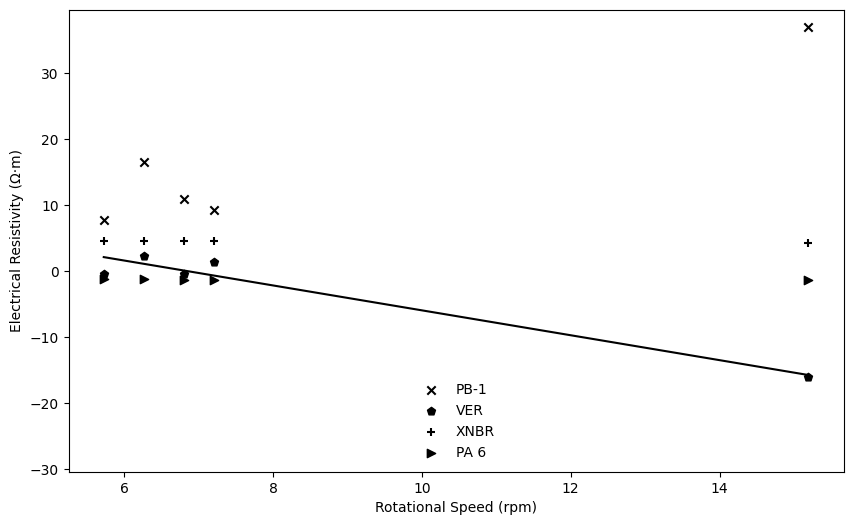 30
20
10
0
−10
−20
−30
Electrical Resistivity (Ω·m)
PB-1
VER
XNBR
PA 6
6 8 10 12 14
Rotational Speed (rpm)